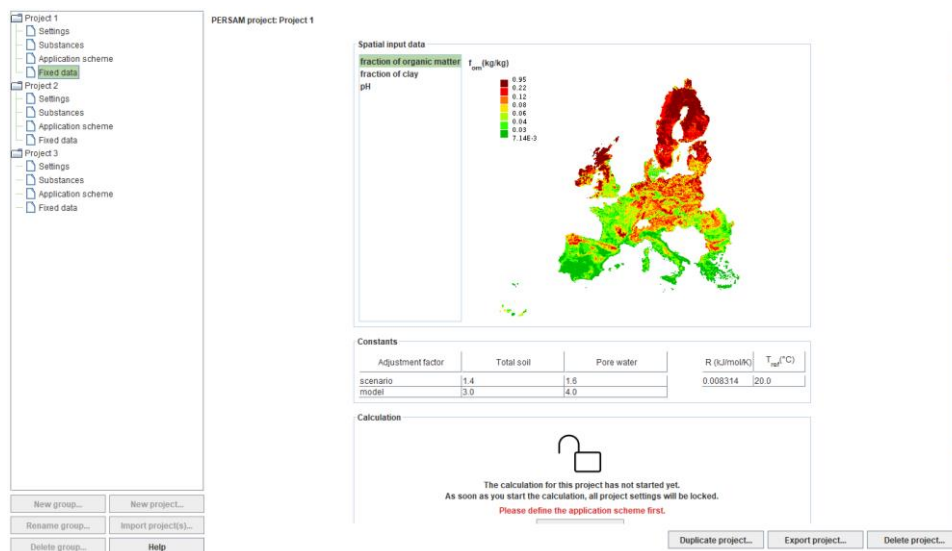 Project 1
Settings
Substances
Application scheme
Fixed data
Project 2
Settings
Substances
Application scheme
Fixed data
Project 3
Settings
Substances
Application scheme
Fixed data
New group... New project...
Rename group... Import project(s)...
Delete group... Help
PERSAM project: Project 1
Spatial input data
fraction of organic matter
fraction of clay
pH
fom(kg/kg)
0.95
0.22
0.12
0.08
0.06
0.04
0.03
7.14E-3
Constants
Adjustment factor Total soil Pore water R (kJ/mol/K) Tref(°C)
scenario 1.4 1.6 0.008314 20.0
model 3.0 4.0
Calculation
The calculation for this project has not started yet.
As soon as you start the calculation, all project settings will be locked.
Please define the application scheme first.
Duplicate project... Export project... Delete project...